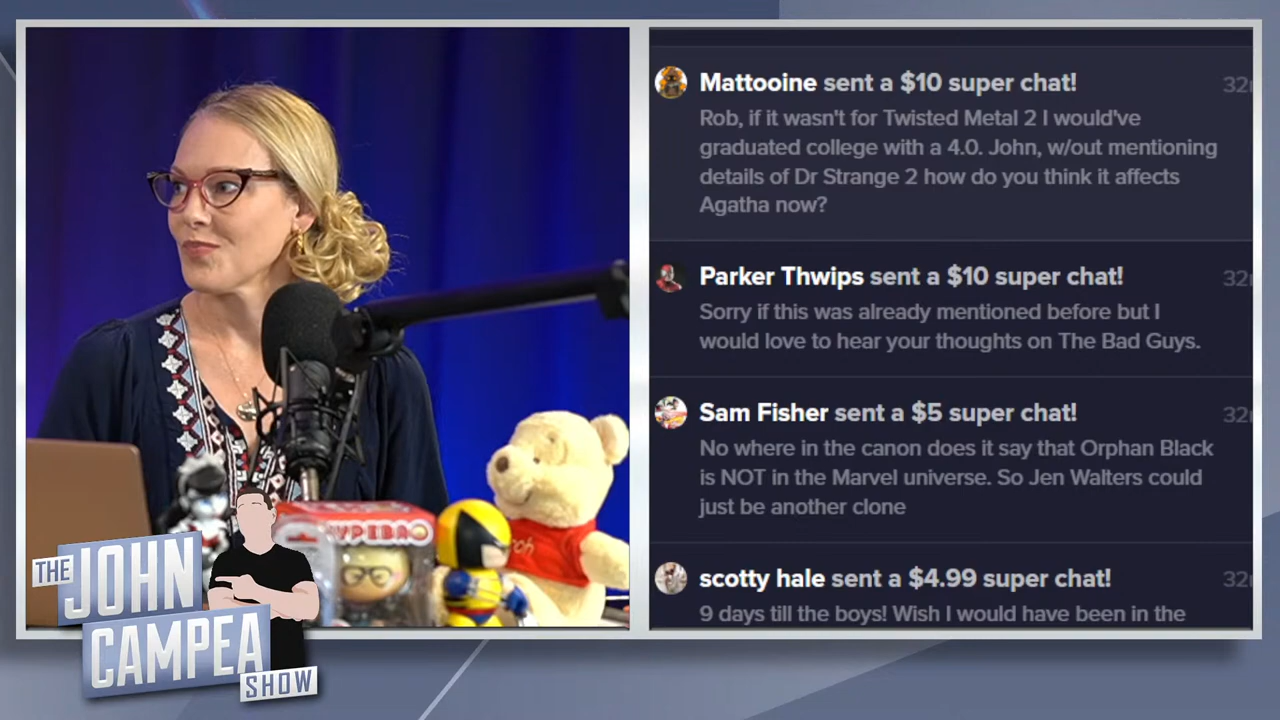 Mattooine sent a $10 super chat!
Rob, if it wasn't for Twisted Metal 2 I would've
graduated college with a 4.0. John, w/out mentioning
details of Dr Strange 2 how do you think it affects
Agatha now?
Parker Thwips sent a $10 super chat!
Sorry if this was already mentioned before but I
would love to hear your thoughts on The Bad Guys.
Sam Fisher sent a $5 super chat!
No where in the canon does it say that Orphan Black
is NOT in the Marvel universe. So Jen Walters could
just be another clone
scotty hale sent a $4.99 super chat!
9 days till the boys! Wish I would have been in the
THE
JOHN
CAMPEA
SHOW